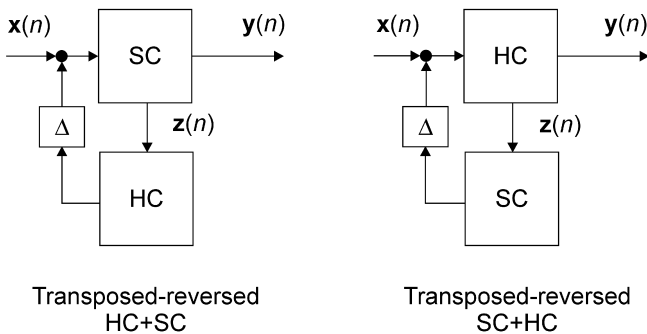 x(n) y(n) x(n) y(n)
SC HC
Δ z(n) Δ z(n)
HC SC
Transposed-reversed
HC+SC
Transposed-reversed
SC+HC